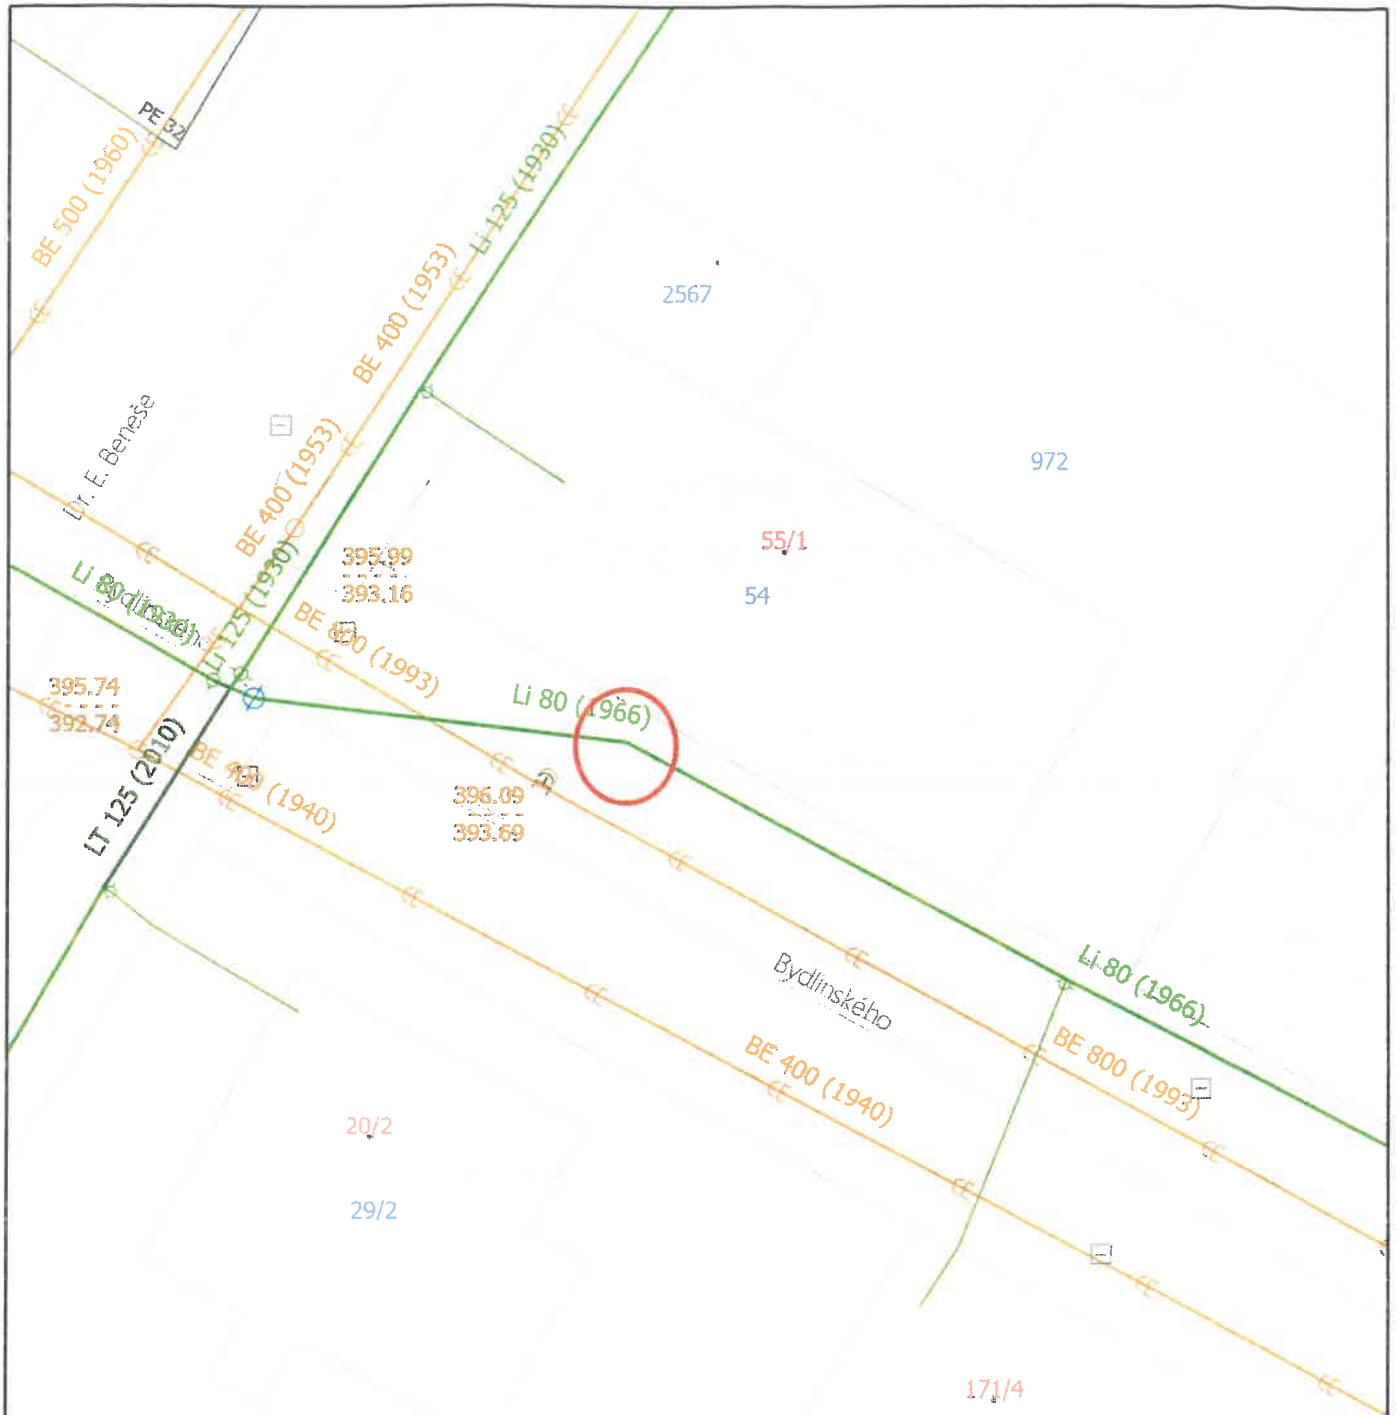 PE 32
BE 500 (1960)
Li 125 (1930)
BE 400 (1953)
2567
Dr. E. Beneše
BE 400 (1953)
972
55/1
395.99
393.16
54
Li 80 (1930)
Li 125 (1930)
BE 800 (1993)
395.74
392.74
Li 80 (1966)
LT 125 (2010)
BE 400 (1940)
396.09
393.69
Bydlinského
Li 80 (1966)
BE 400 (1940)
BE 800 (1993)
20/2
29/2
171/4